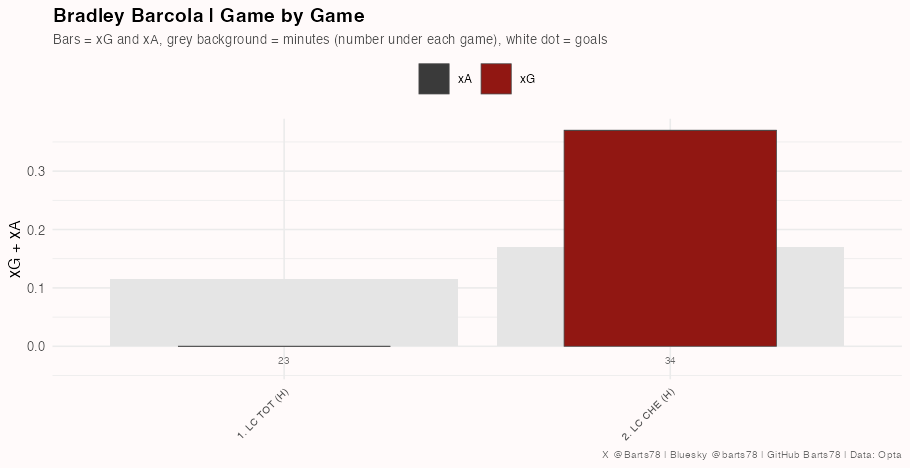 Bradley Barcola | Game by Game
Bars = xG and xA, grey background = minutes (number under each game), white dot = goals
xA xG
xG + xA
0.3
0.2
0.1
0.0
23 34
1. LC TOT (H) 2. LC CHE (H)
X @Barts78 | Bluesky @barts78 | GitHub Barts78 | Data: Opta